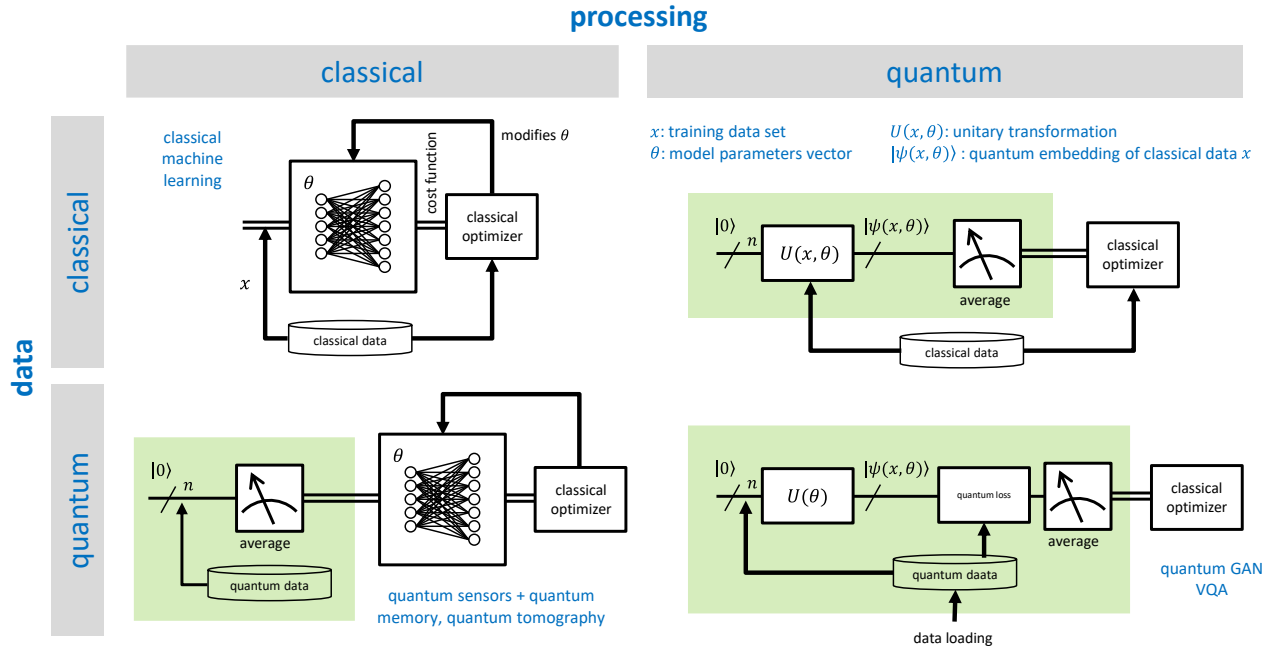 processing
classical
quantum
data
classical
quantum
classical
machine
learning
modifies θ
cost function
θ
classical
optimizer
x
classical data
x: training data set
θ: model parameters vector
U(x, θ): unitary transformation
|ψ(x, θ)⟩ : quantum embedding of classical data x
|0⟩
n
U(x, θ)
|ψ(x, θ)⟩
average
classical
optimizer
classical data
|0⟩
n
average
quantum data
θ
classical
optimizer
quantum sensors + quantum
memory, quantum tomography
|0⟩
n
U(θ)
|ψ(x, θ)⟩
quantum loss
average
classical
optimizer
quantum daata
data loading
quantum GAN
VQA